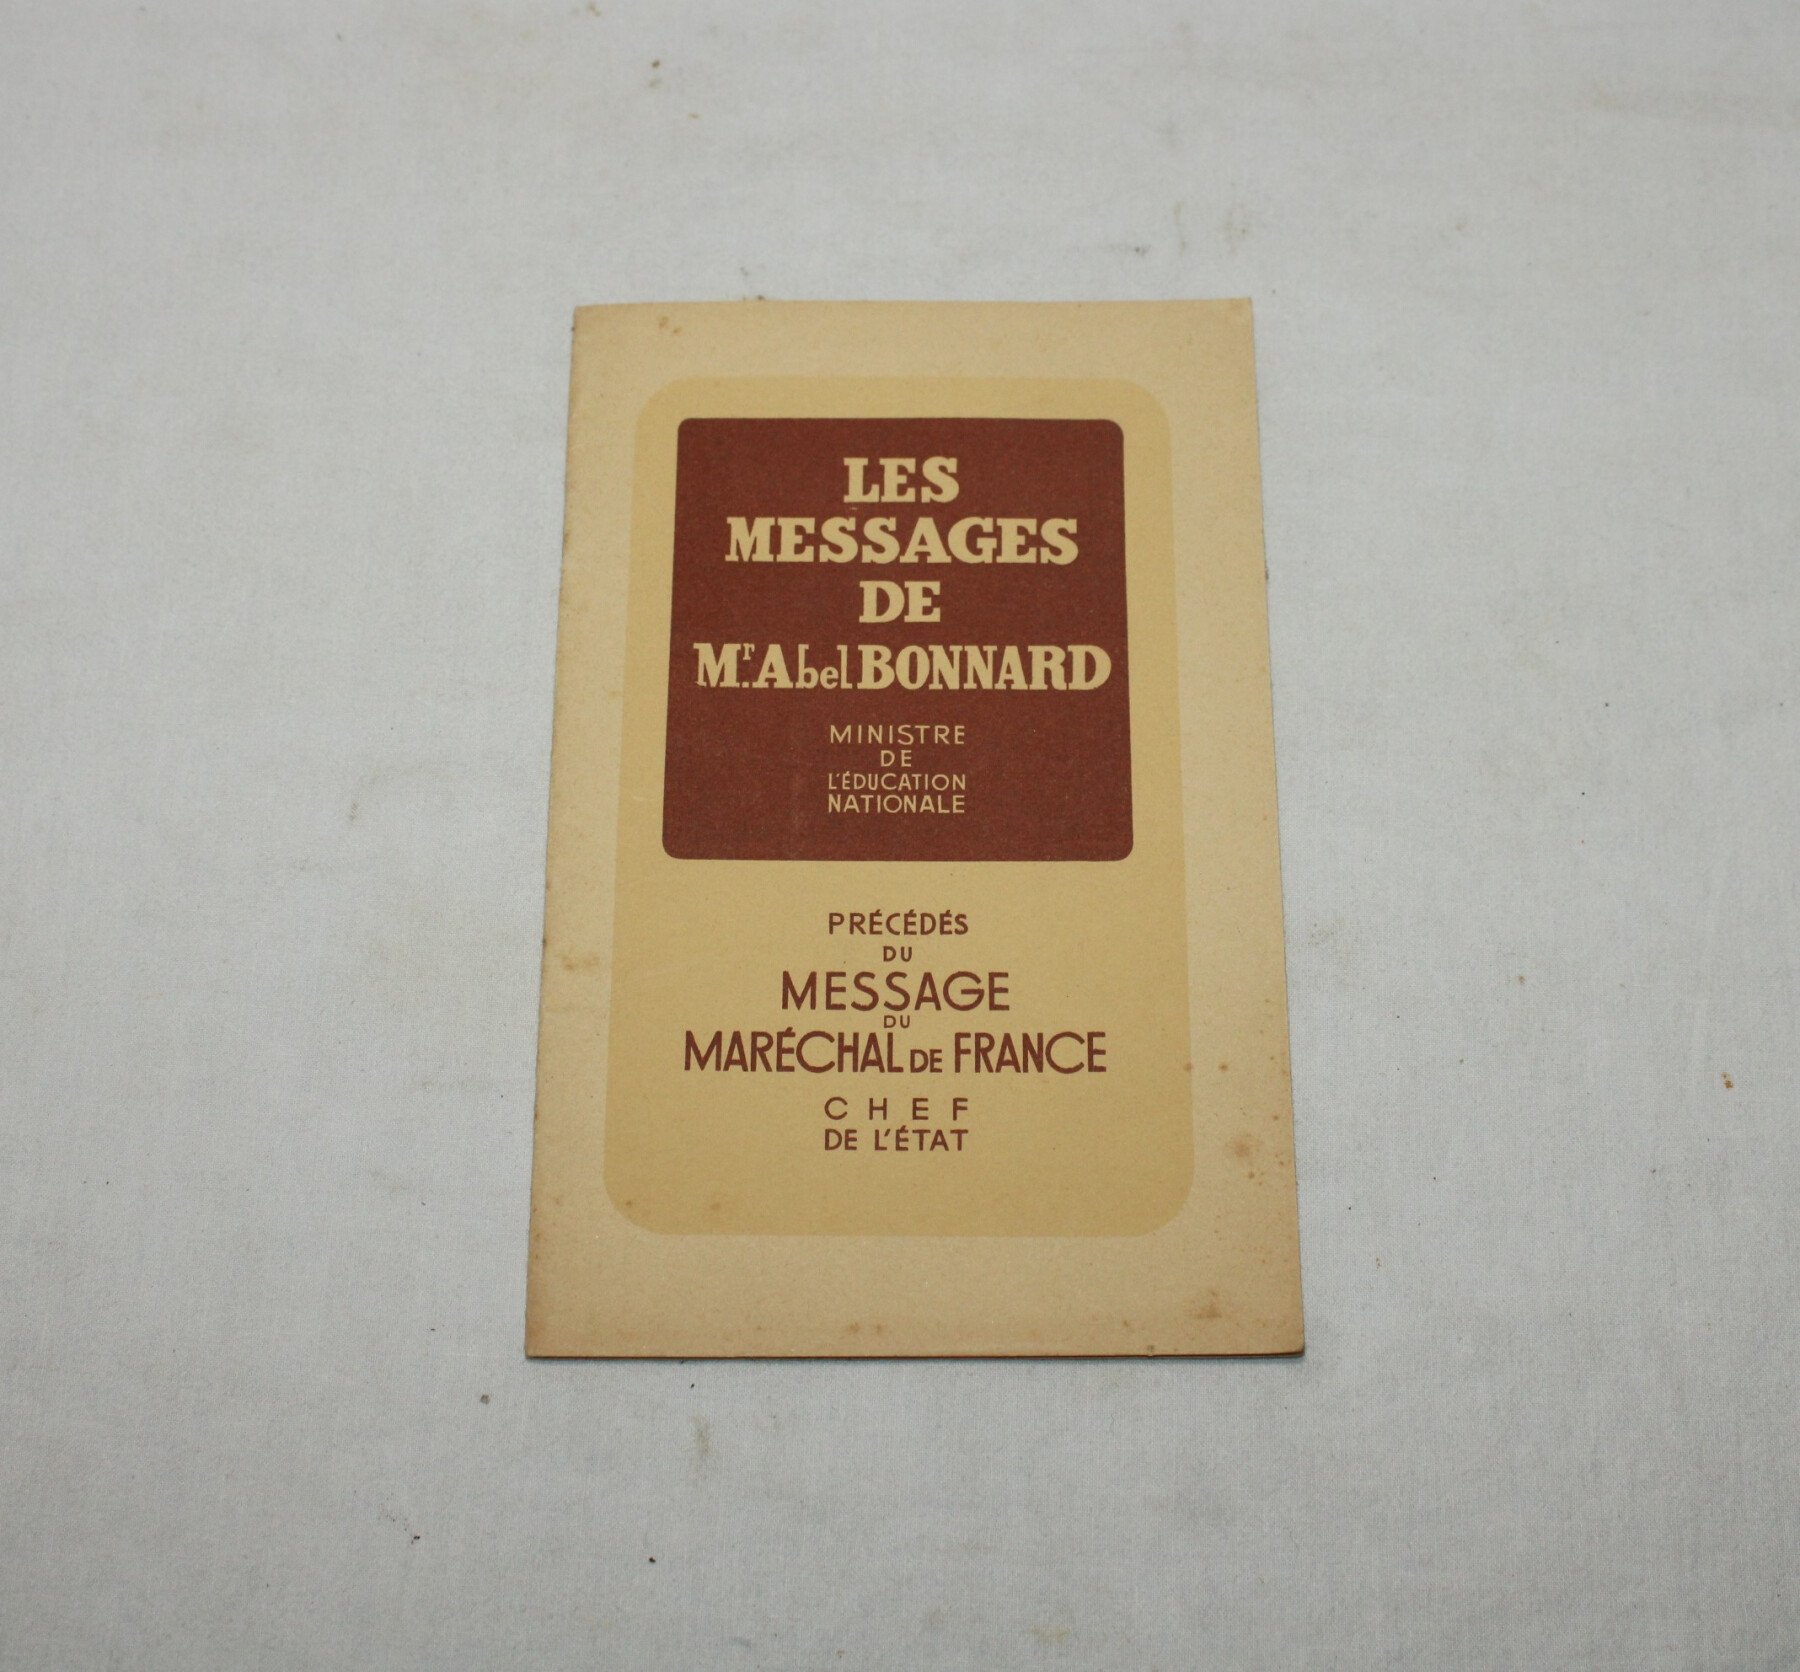 LES
MESSAGES
DE
Mr. Abel BONNARD
MINISTRE
DE
L'ÉDUCATION
NATIONALE
PRÉCÉDÉS
DU
MESSAGE
DU
MARÉCHAL DE FRANCE
CHEF
DE L'ÉTAT